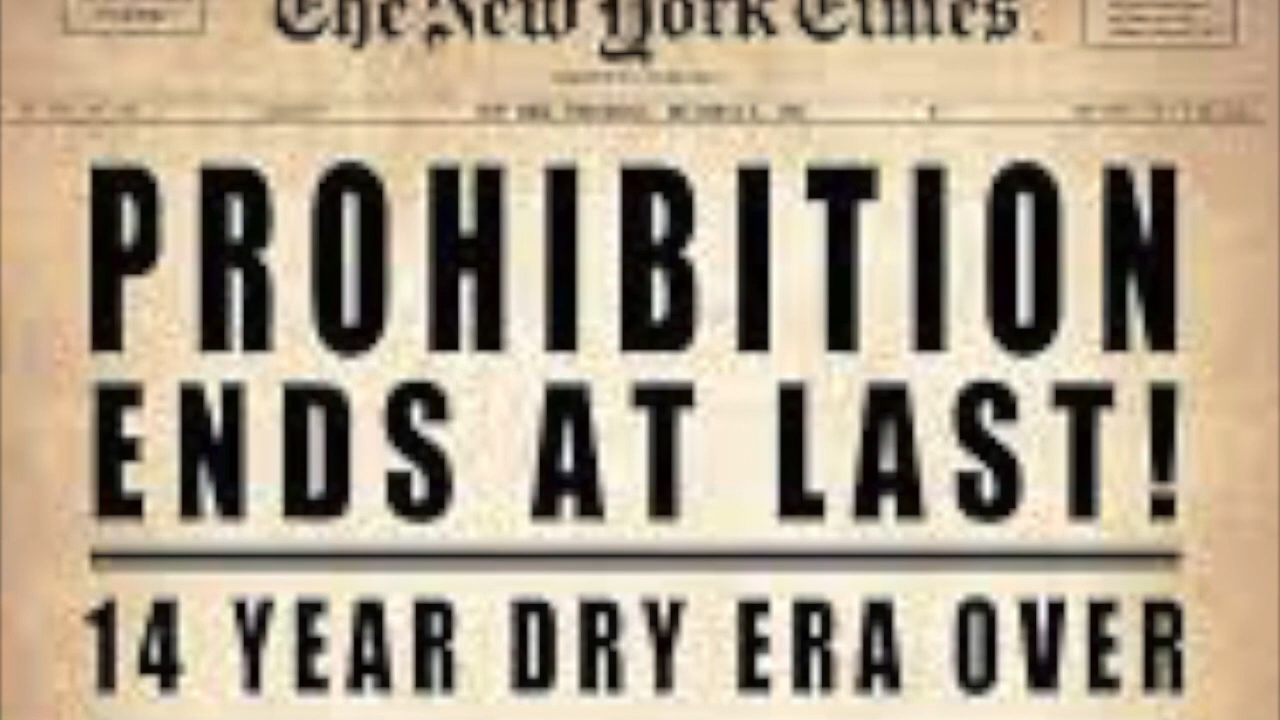 The New York Times
PROHIBITION
ENDS AT LAST!
14 YEAR DRY ERA OVER